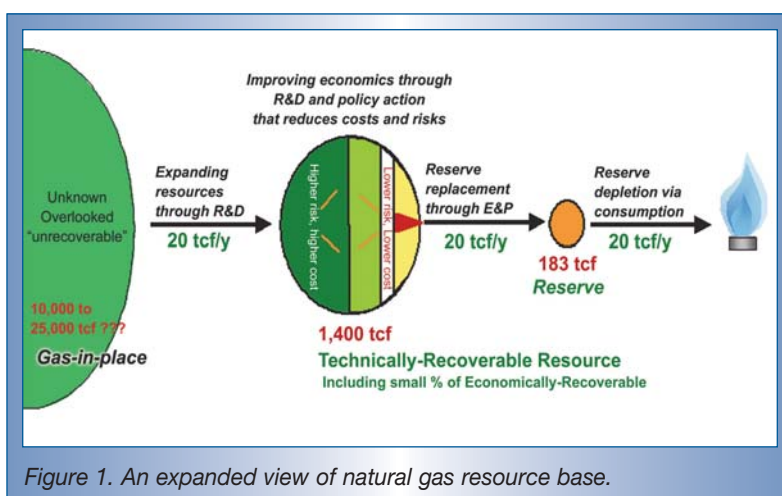 Unknown
Overlooked
"unrecoverable"
10,000 to
25,000 tcf ???
Gas-in-place
Expanding
resources
through R&D
20 tcf/y
Improving economics through
R&D and policy action
that reduces costs and risks
Higher risk, higher cost
Lower risk, Lower cost
1,400 tcf
Technically-Recoverable Resource
Including small % of Economically-Recoverable
Reserve
replacement
through E&P
20 tcf/y
183 tcf
Reserve
Reserve
depletion via
consumption
20 tcf/y
Figure 1. An expanded view of natural gas resource base.